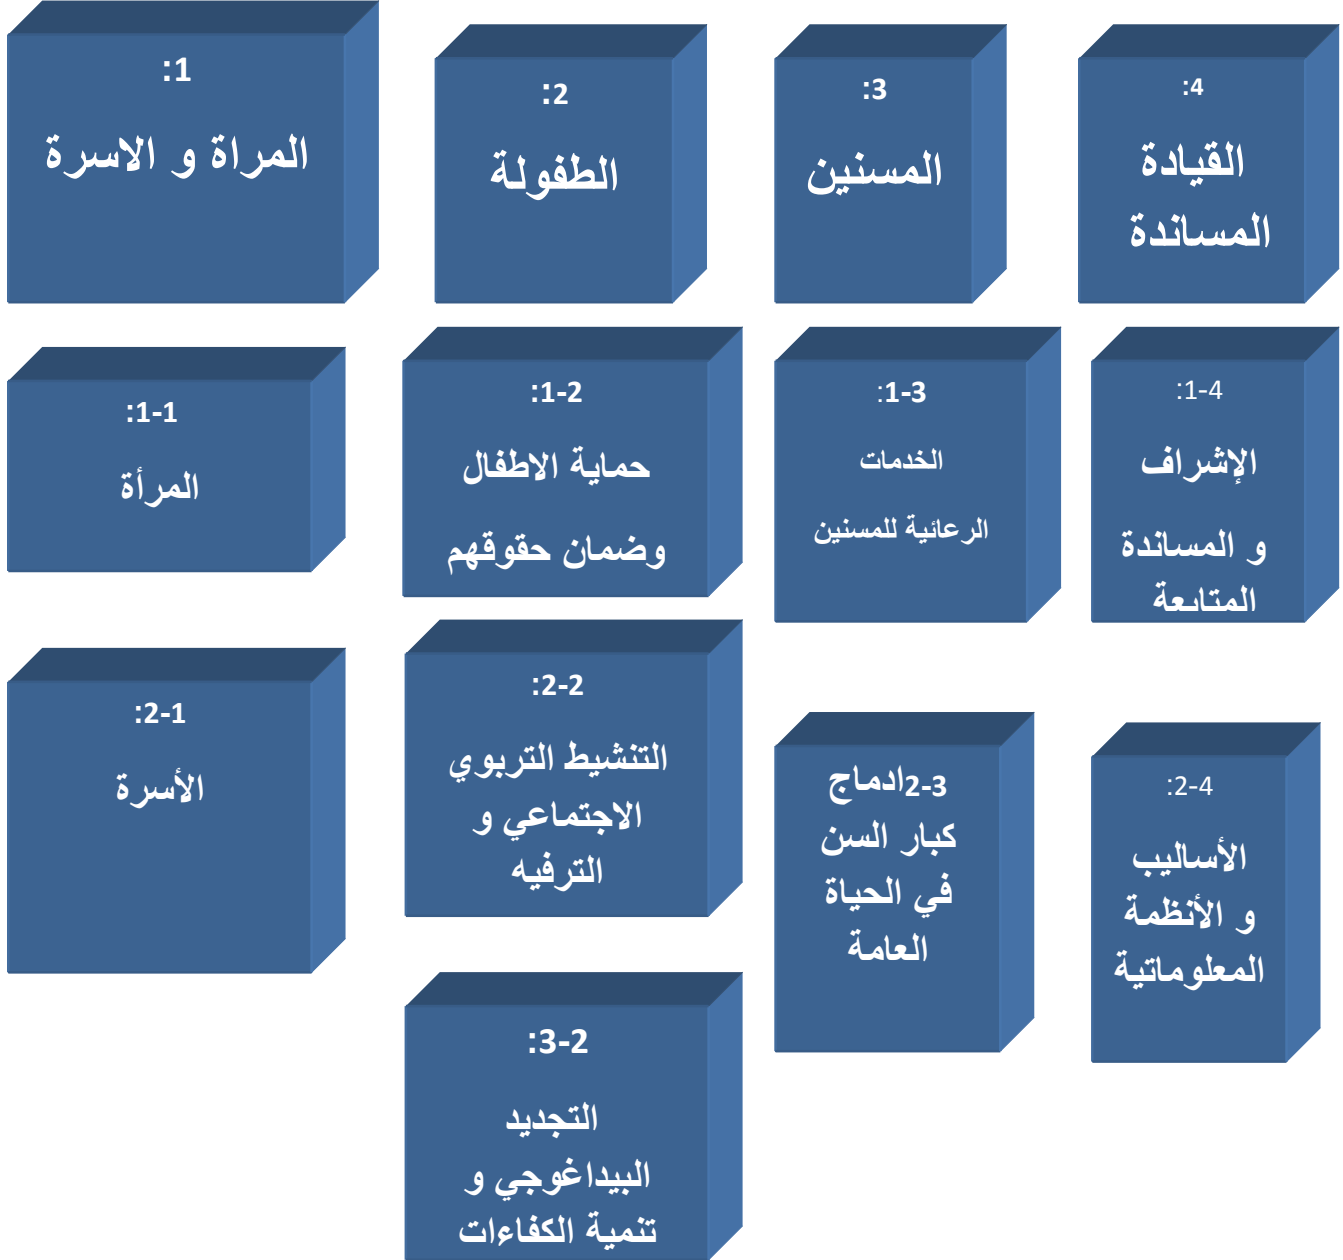 1:
المراة و الاسرة
2:
الطفولة
3:
المسنين
4:
القيادة
المساندة
1-1:
المرأة
1-2:
حماية الاطفال
وضمان حقوقهم
1-3:
الخدمات
الرعائية للمسنين
1-4:
الإشراف
و المساندة
المتابعة
2-1:
الأسرة
2-2:
التنشيط التربوي
الاجتماعي و
الترفيه
2-3ادماج
كبار السن
في الحياة
العامة
2-4:
الأساليب
و الأنظمة
المعلوماتية
3-2:
التجديد
البيداغوجي و
تنمية الكفاءات